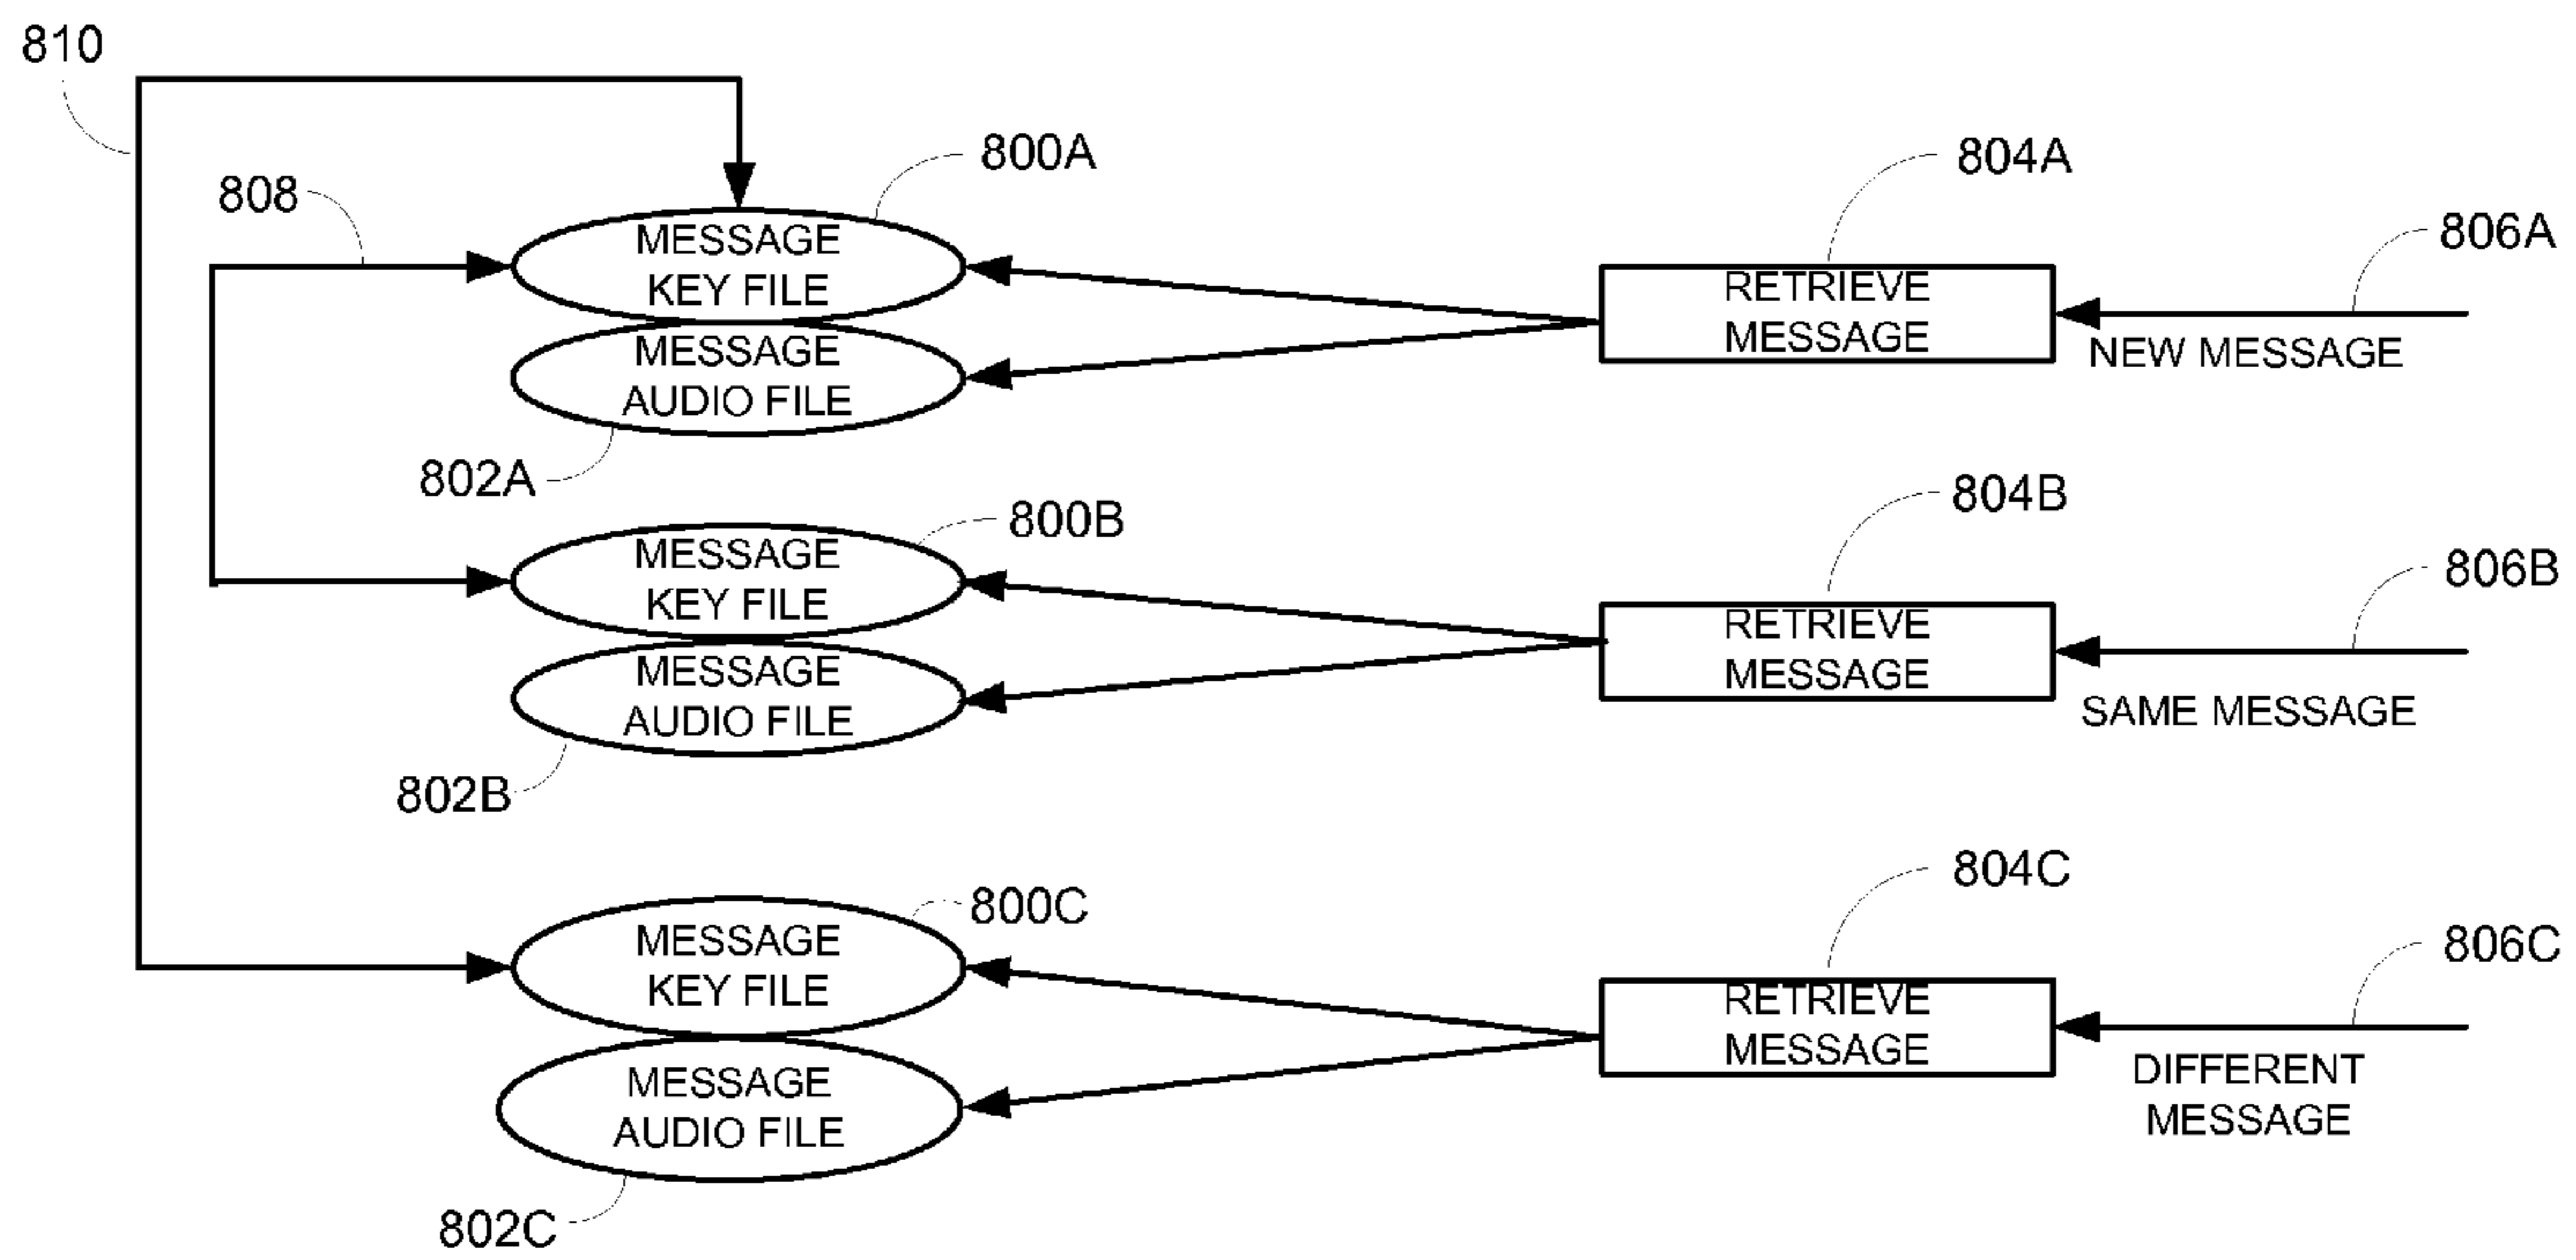 810
800A
804A
808
806A
MESSAGE
KEY FILE
RETRIEVE
MESSAGE
NEW MESSAGE
MESSAGE
AUDIO FILE
802A
800B
804B
806B
MESSAGE
KEY FILE
RETRIEVE
MESSAGE
SAME MESSAGE
MESSAGE
AUDIO FILE
802B
804C
800C
806C
MESSAGE
KEY FILE
RETRIEVE
MESSAGE
DIFFERENT
MESSAGE
MESSAGE
AUDIO FILE
802C